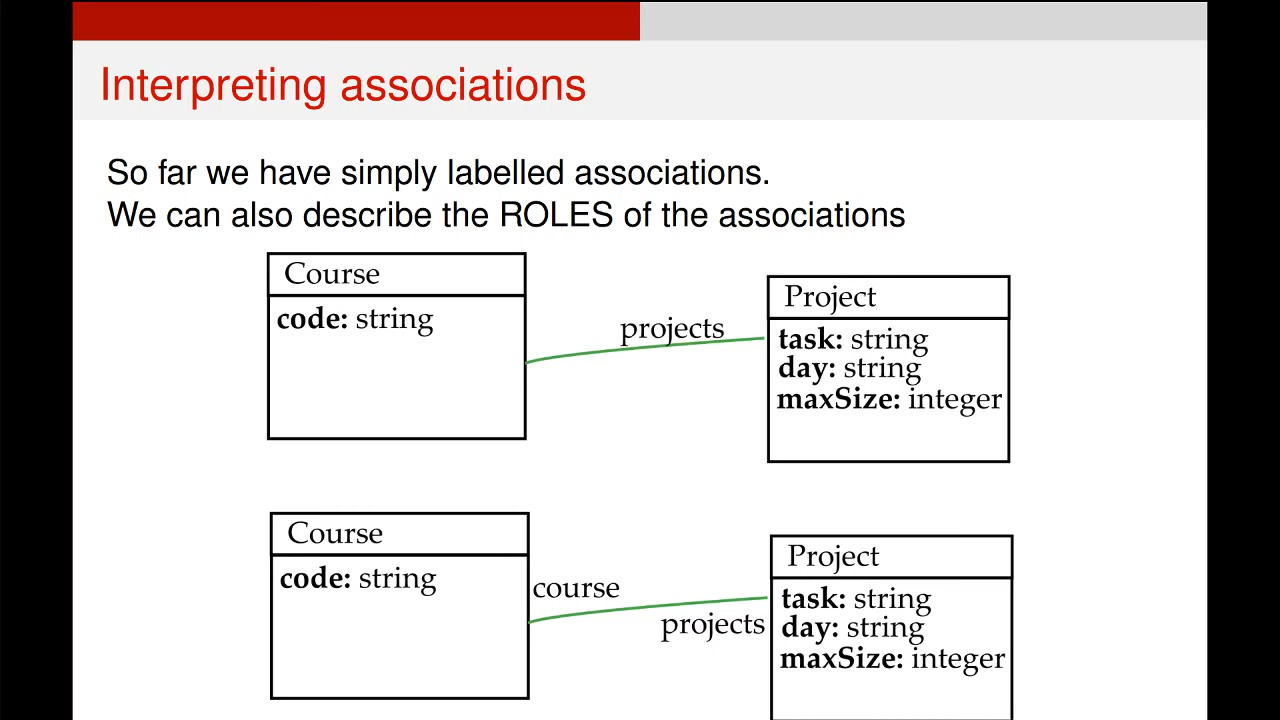 Interpreting associations
So far we have simply labelled associations.
We can also describe the ROLES of the associations
Course
code: string
projects
Project
task: string
day: string
maxSize: integer
Course
code: string
course
projects
Project
task: string
day: string
maxSize: integer